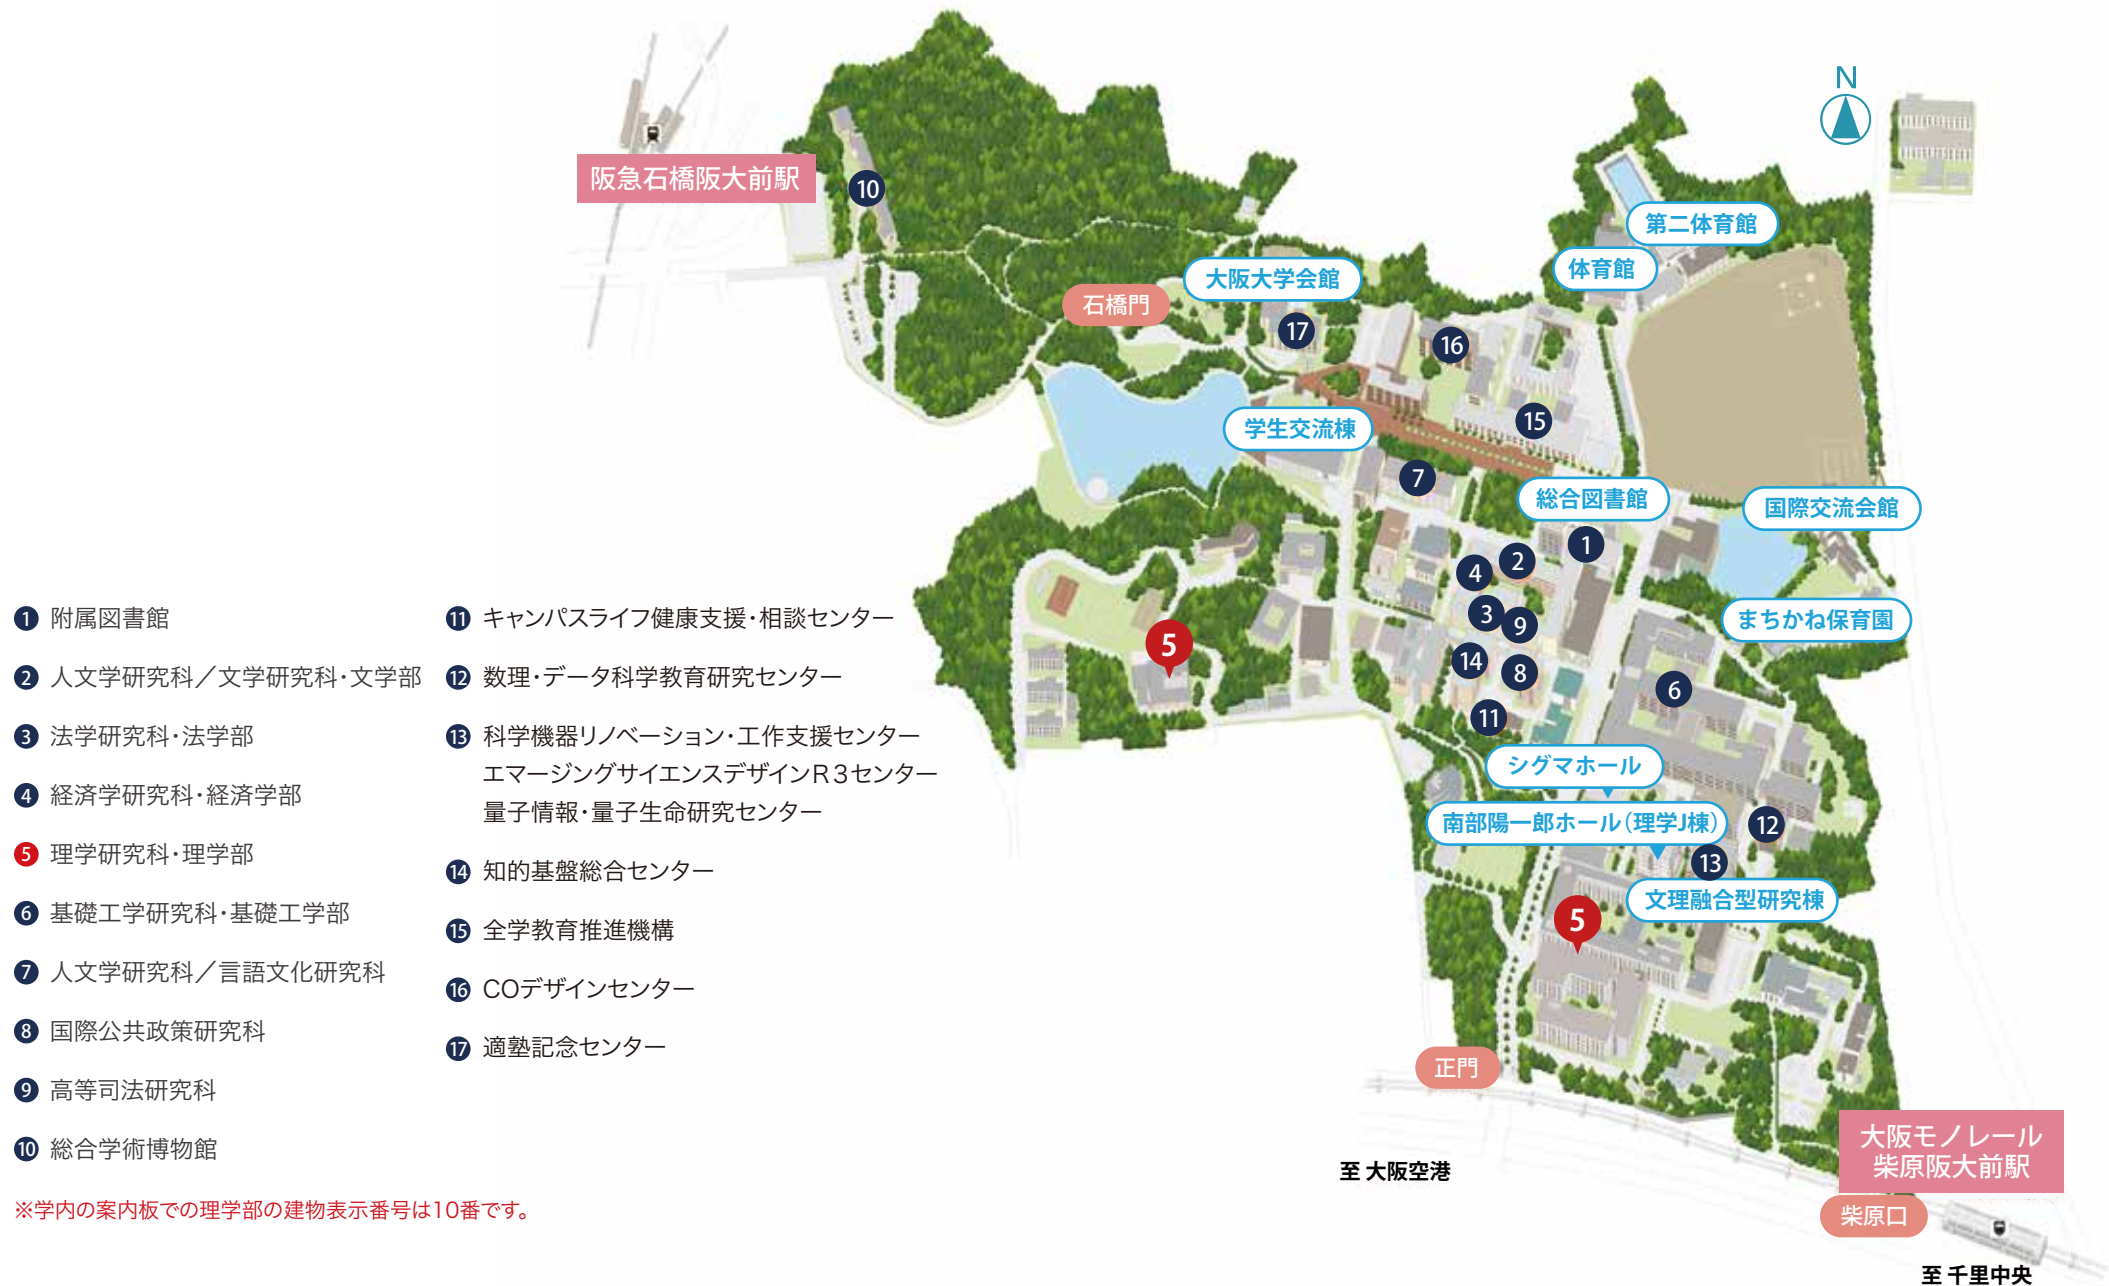 N
阪急石橋阪大前駅
10
第二体育館
体育館
大阪大学会館
石橋門
17
16
15
学生交流棟
7
総合図書館
国際交流会館
1
2
4
3
9
まちかね保育園
5
14
8
6
11
シグマホール
南部陽一郎ホール(理学J棟)
12
13
文理融合型研究棟
5
正門
大阪モノレール
柴原阪大前駅
至 大阪空港
柴原口
至 千里中央
1 附属図書館
2 人文学研究科/文学研究科・文学部
3 法学研究科・法学部
4 経済学研究科・経済学部
5 理学研究科・理学部
6 基礎工学研究科・基礎工学部
7 人文学研究科/言語文化研究科
8 国際公共政策研究科
9 高等司法研究科
10 総合学術博物館
11 キャンパスライフ健康支援・相談センター
12 数理・データ科学教育研究センター
13 科学機器リノベーション・工作支援センター
エマージングサイエンスデザインR3センター
量子情報・量子生命研究センター
14 知的基盤総合センター
15 全学教育推進機構
16 COデザインセンター
17 適塾記念センター
※学内の案内板での理学部の建物表示番号は10番です。